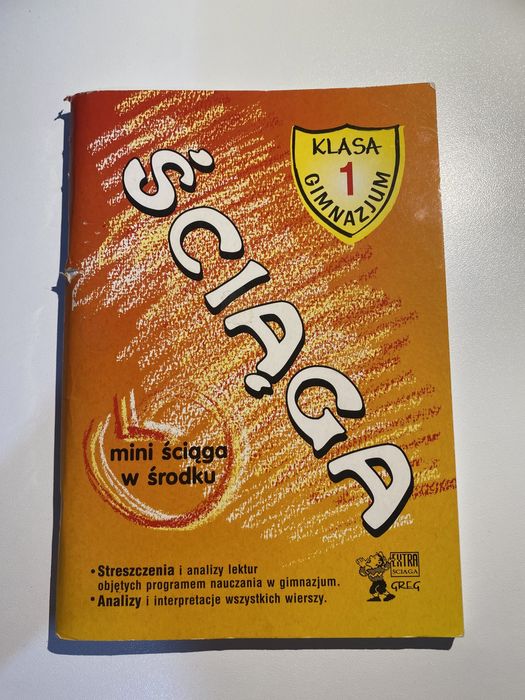 KLASA
1
GIMNAZJUM
ŚCIĄGA
mini ściąga
w środku
• Streszczenia i analizy lektur
objętych programem nauczania w gimnazjum.
• Analizy i interpretacje wszystkich wierszy.
EXTRA
ŚCIĄGA
GREG